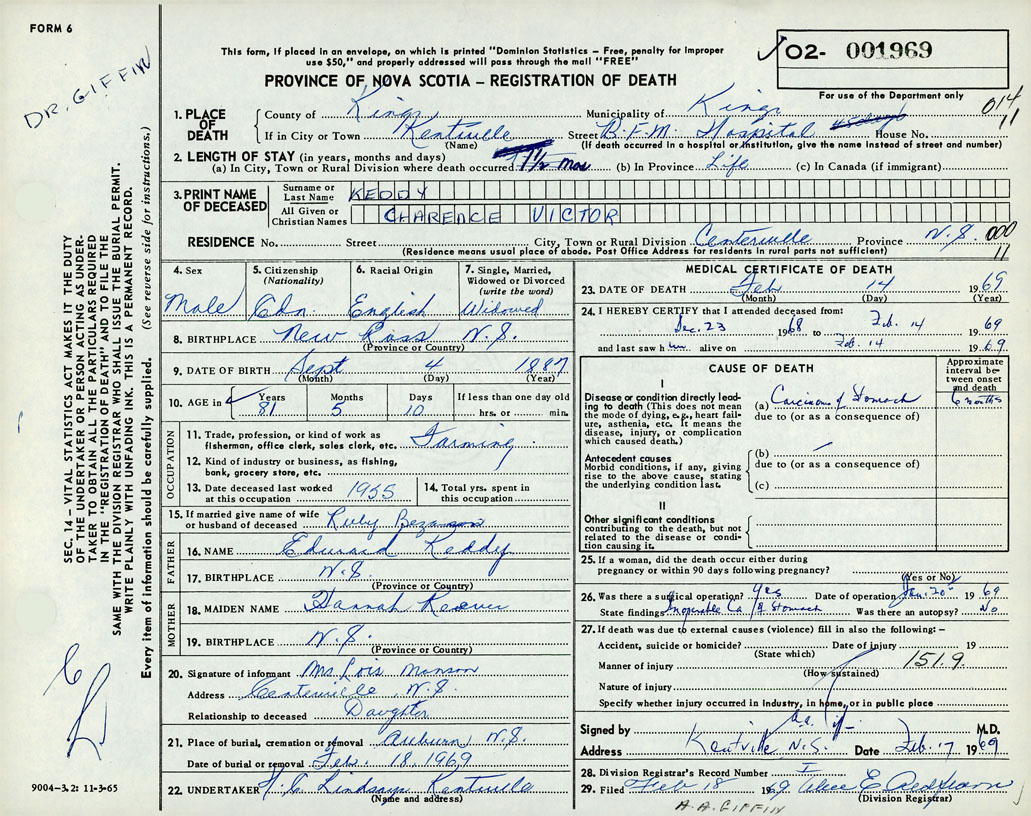 FORM 6
DR. GIFFIN
This form, if placed in an envelope, on which is printed "Dominion Statistics – Free, penalty for improper
use $50," and properly addressed will pass through the mail "FREE"
PROVINCE OF NOVA SCOTIA – REGISTRATION OF DEATH
02- 001969
For use of the Department only
014
11
1. PLACE OF DEATH
County of Kings Municipality of Kings
If in City or Town Kentville Street B.F.M. Hospital House No.
(Name) (If death occurred in a hospital or institution, give the name instead of street and number)
2. LENGTH OF STAY (in years, months and days)
(a) In City, Town or Rural Division where death occurred 1½ mos (b) In Province Life (c) In Canada (if immigrant)
3. PRINT NAME OF DECEASED
Surname or Last Name KEDDY
All Given or Christian Names CHARENCE VICTOR
RESIDENCE No. Street City, Town or Rural Division Centerville Province N.S. 000
(Residence means usual place of abode. Post Office Address for residents in rural parts not sufficient) 11
4. Sex Male
5. Citizenship (Nationality) Cdn.
6. Racial Origin English
7. Single, Married, Widowed or Divorced (write the word) Widowed
8. BIRTHPLACE New Ross N.S.
(Province or Country)
9. DATE OF BIRTH Sept 4 1887
(Month) (Day) (Year)
10. AGE in Years 81 Months 5 Days 10 If less than one day old hrs. or min.
OCCUPATION
11. Trade, profession, or kind of work as
fisherman, office clerk, sales clerk, etc. Farming
12. Kind of industry or business, as fishing,
bank, grocery store, etc.
13. Date deceased last worked
at this occupation 1955
14. Total yrs. spent in
this occupation
15. If married give name of wife
or husband of deceased Ruby Bezanson
FATHER
16. NAME Edward Keddy
17. BIRTHPLACE N.S.
(Province or Country)
MOTHER
18. MAIDEN NAME Hannah
19. BIRTHPLACE N.S.
(Province or Country)
20. Signature of informant Mrs Lois
Address Centerville N.S.
Relationship to deceased Daughter
21. Place of burial, cremation or removal Auburn N.S.
Date of burial or removal Feb. 18. 1969
22. UNDERTAKER Lindsay Kentville
(Name and address)
MEDICAL CERTIFICATE OF DEATH
23. DATE OF DEATH Feb 14 1969
(Month) (Day) (Year)
24. I HEREBY CERTIFY that I attended deceased from:
Dec. 23 1968 to Feb. 14 1969
and last saw him alive on Feb. 14 1969.
CAUSE OF DEATH
Approximate interval between onset and death
I
Disease or condition directly lead-
ing to death (This does not
mean the mode of dying, e.g., heart fail-
ure, asthenia, etc. It means the
disease, injury, or complication
which caused death.)
(a) Carcinoma of Stomach 6 months
due to (or as a consequence of)
Antecedent causes
Morbid conditions, if any, giving
rise to the above cause, stating
the underlying condition last.
(b)
due to (or as a consequence of)
(c)
II
Other significant conditions
contributing to the death, but not
related to the disease or condi-
tion causing it.
25. If a woman, did the death occur either during
pregnancy or within 90 days following pregnancy?
(Yes or No)
26. Was there a surgical operation? Yes Date of operation Jan. 20 1969
State findings Inoperable Ca of Stomach Was there an autopsy? No
27. If death was due to external causes (violence) fill in also the following: –
Accident, suicide or homicide? Date of injury 19
(State which)
Manner of injury 151.9
(How sustained)
Nature of injury
Specify whether injury occurred in Industry, in home, or in public place
Signed by M.D.
Address Kentville N.S. Date Feb. 17 1969
28. Division Registrar's Record Number
29. Filed Feb 18 1969
(Division Registrar)
A.A. GIFFIN
SEC. 14 – VITAL STATISTICS ACT MAKES IT THE DUTY
OF THE UNDERTAKER OR PERSON ACTING AS UNDER-
TAKER TO OBTAIN ALL THE PARTICULARS REQUIRED
IN THE "REGISTRATION OF DEATH" AND TO FILE THE
SAME WITH THE DIVISION REGISTRAR WHO SHALL ISSUE THE BURIAL PERMIT.
WRITE PLAINLY WITH UNFADING INK. THIS IS A PERMANENT RECORD.
Every item of information should be carefully supplied. (See reverse side for instructions.)
9004-3.2: 11-3-65